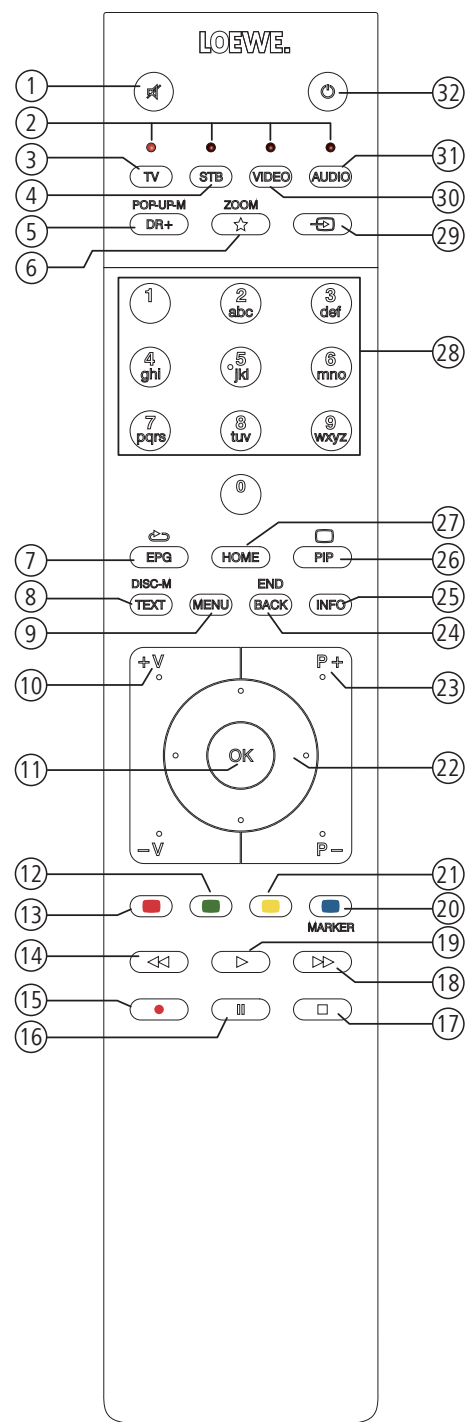 LOEWE.
1 32
2
3 TV STB VIDEO AUDIO 31
4 30
POP-UP-M ZOOM
5 DR+ 29
6
1 2 3
abc def
28
4 5 6
ghi jkl mno
7 8 9
pqrs tuv wxyz
0
27
7 EPG HOME PIP 26
DISC-M END
8 TEXT MENU BACK INFO 25
9 24
+V P+
10 23
11 OK 22
-V P-
12 21
13 20
MARKER
14 19
18
15
16 17